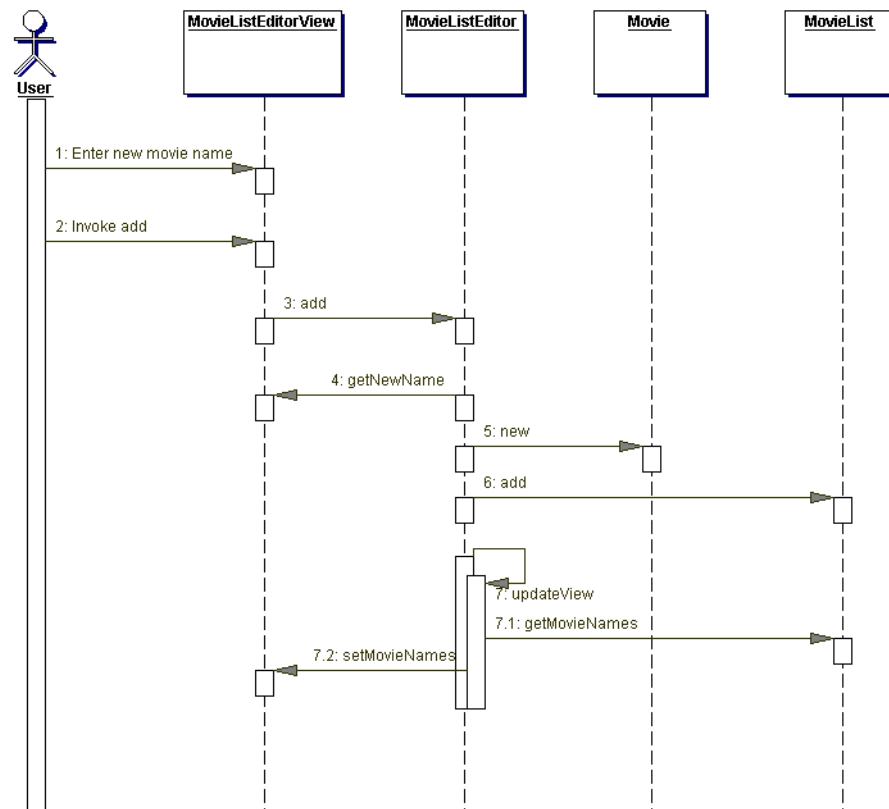 MovieListEditorView
MovieListEditor
Movie
MovieList
User
1: Enter new movie name
2: Invoke add
3: add
4: getNewName
5: new
6: add
7: updateView
7.1: getMovieNames
7.2: setMovieNames